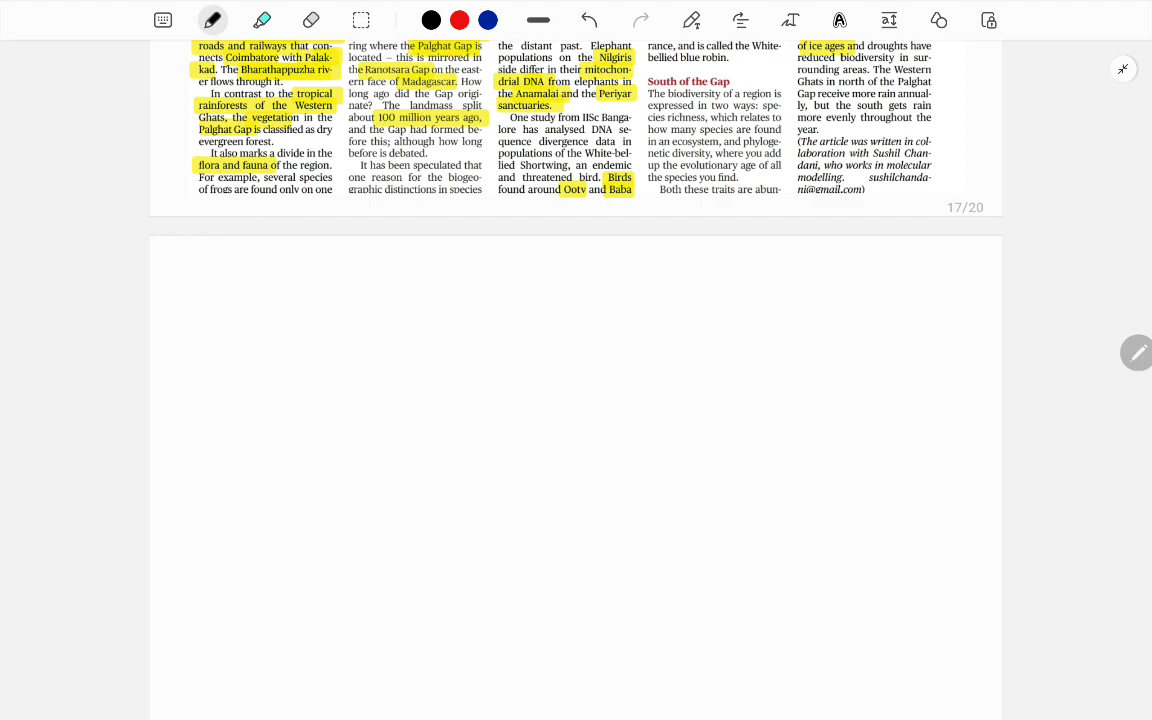 roads and railways that con-
nects Coimbatore with Palak-
kad. The Bharathappuzha riv-
er flows through it.
In contrast to the tropical
rainforests of the Western
Ghats, the vegetation in the
Palghat Gap is classified as dry
evergreen forest.
It also marks a divide in the
flora and fauna of the region.
For example, several species
of frogs are found only on one
ring where the Palghat Gap is
located – this is mirrored in
the Ranotsara Gap on the east-
ern face of Madagascar. How
long ago did the Gap origi-
nate? The landmass split
about 100 million years ago,
and the Gap had formed be-
fore this; although how long
before is debated.
It has been speculated that
one reason for the biogeo-
graphic distinctions in species
the distant past. Elephant
populations on the Nilgiris
side differ in their mitochon-
drial DNA from elephants in
the Anamalai and the Periyar
sanctuaries.
One study from IISc Banga-
lore has analysed DNA se-
quence divergence data in
populations of the White-bel-
lied Shortwing, an endemic
and threatened bird. Birds
found around Ooty and Baba
rance, and is called the White-
bellied blue robin.
South of the Gap
The biodiversity of a region is
expressed in two ways: spe-
cies richness, which relates to
how many species are found
in an ecosystem, and phyloge-
netic diversity, where you add
up the evolutionary age of all
the species you find.
Both these traits are abun-
of ice ages and droughts have
reduced biodiversity in sur-
rounding areas. The Western
Ghats in north of the Palghat
Gap receive more rain annual-
ly, but the south gets rain
more evenly throughout the
year.
(The article was written in col-
laboration with Sushil Chan-
dani, who works in molecular
modelling. sushilchanda-
ni@gmail.com)
17/20